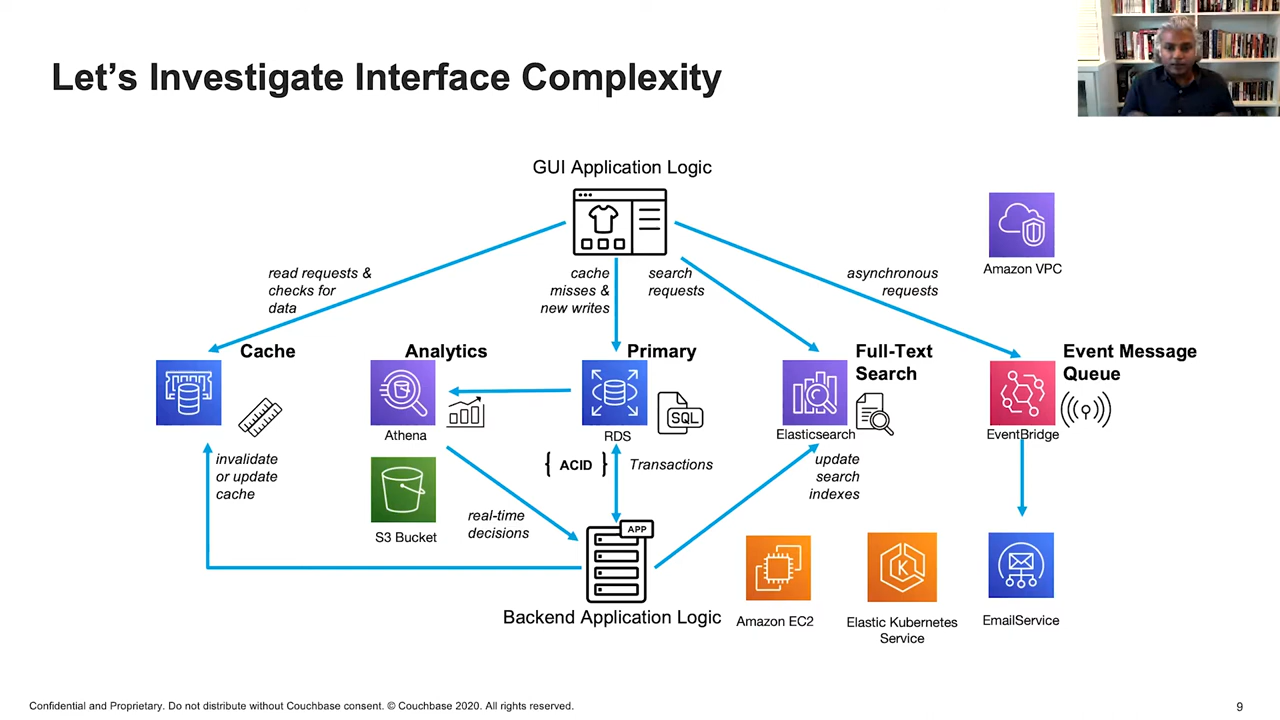 Let's Investigate Interface Complexity
GUI Application Logic
Amazon VPC
read requests &
checks for
data
cache
misses &
new writes
search
requests
asynchronous
requests
Cache
Analytics
Primary
Full-Text
Search
Event Message
Queue
SQL
Athena
RDS
Elasticsearch
EventBridge
invalidate
or update
cache
{ ACID }
Transactions
update
search
indexes
S3 Bucket
real-time
decisions
APP
K
Backend Application Logic
Amazon EC2
Elastic Kubernetes
Service
EmailService
Confidential and Proprietary. Do not distribute without Couchbase consent. © Couchbase 2020. All rights reserved.
9